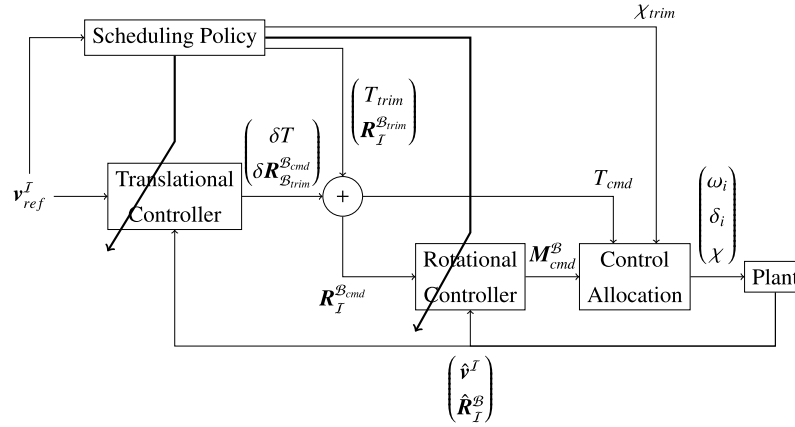 χ_trim
Scheduling Policy
T_trim
R_I^{B_trim}
δT
δR_{B_trim}^{B_cmd}
v_ref^I
Translational
Controller
+
T_cmd
ω_i
δ_i
χ
R_I^{B_cmd}
Rotational
Controller
M_cmd^B
Control
Allocation
Plant
v̂^I
R̂_I^B